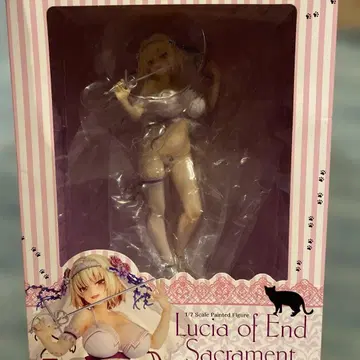 1/7 Scale Painted Figure
Lucia of End
Sacrament